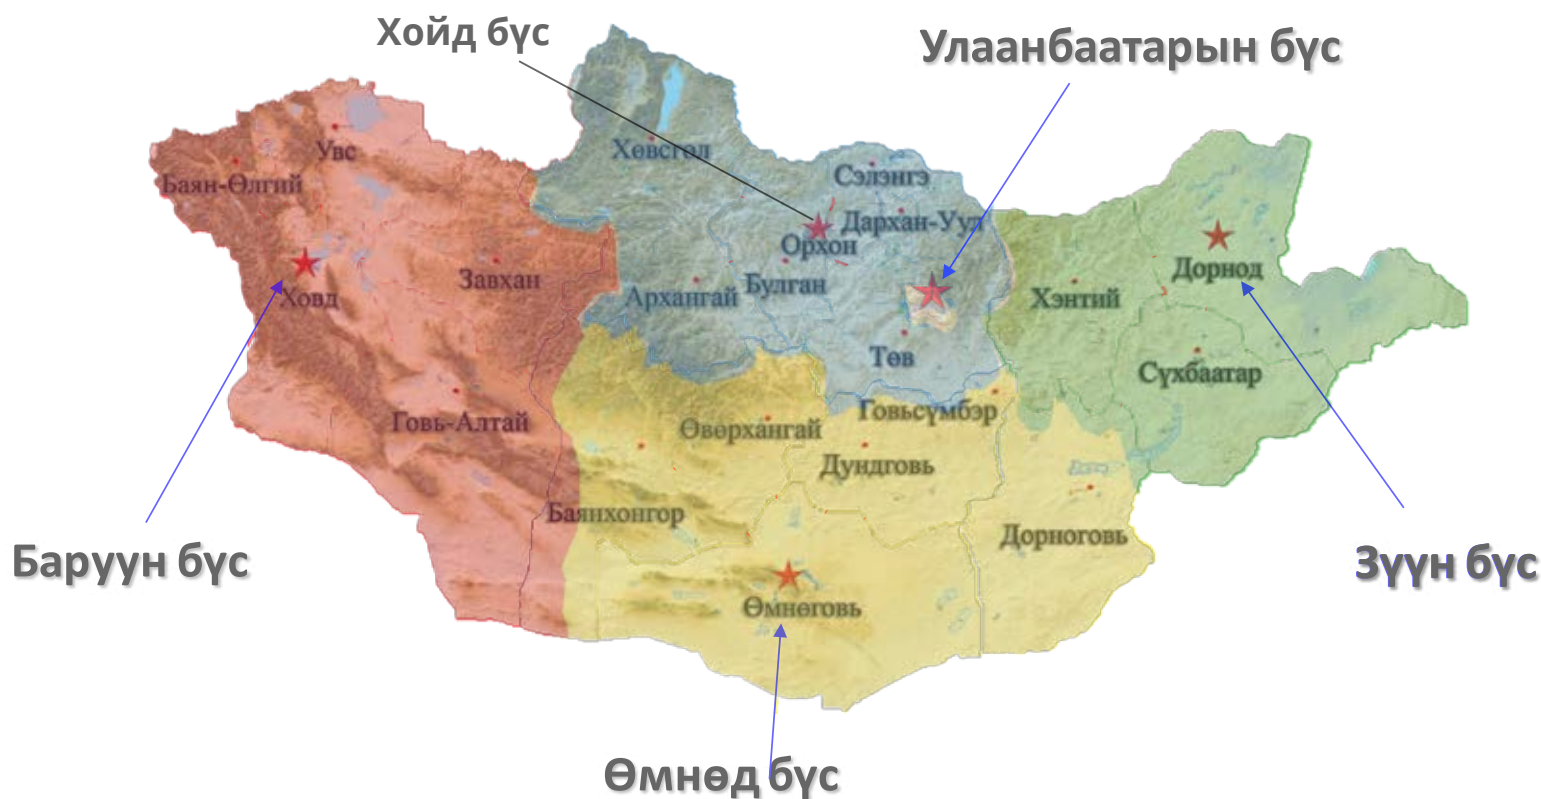 Хойд бүс
Улаанбаатарын бүс
Хөвсгөл
Увс
Сэлэнгэ
Баян-Өлгий
Дархан-Уул
Орхон
Дорнод
Завхан
Булган
Архангай
Ховд
Хэнтий
Төв
Сүхбаатар
Говьсүмбэр
Говь-Алтай
Өвөрхангай
Дундговь
Баянхонгор
Дорноговь
Баруун бүс
Зүүн бүс
Өмнөговь
Өмнөд бүс